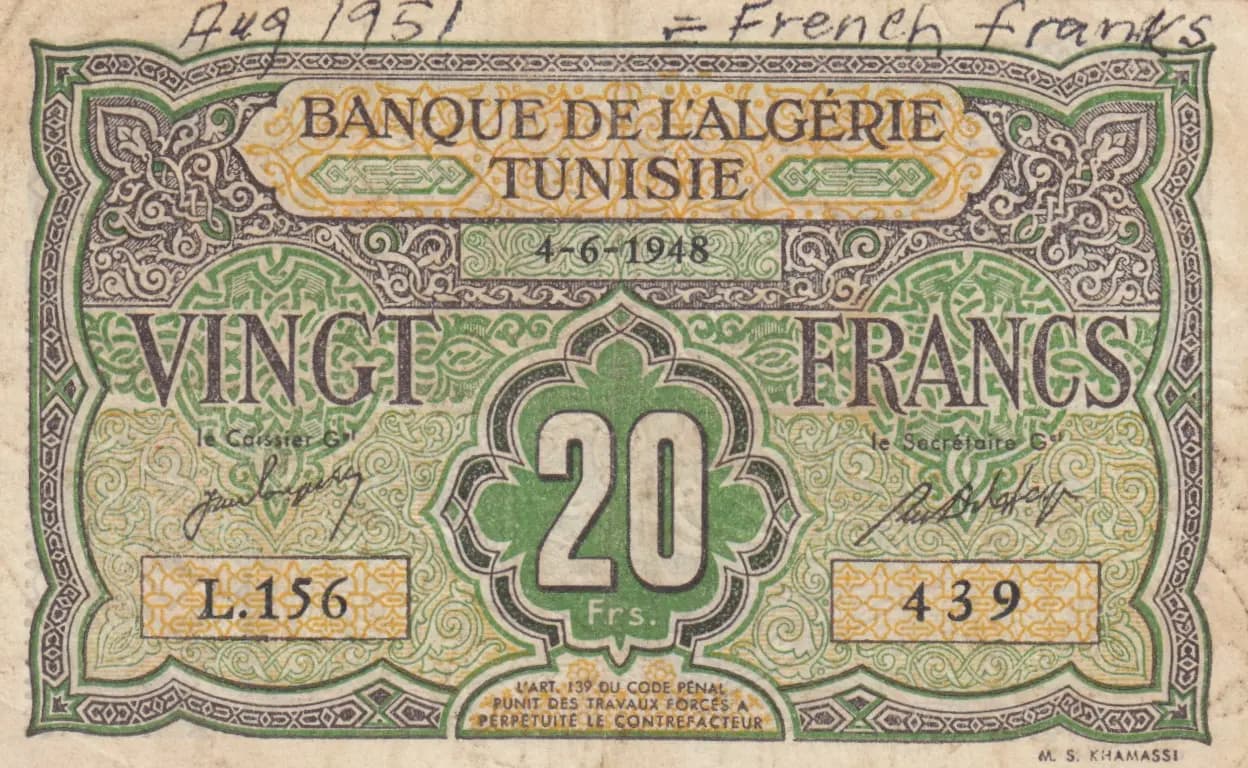 Aug 1951 = French franks
BANQUE DE L'ALGÉRIE
TUNISIE
4-6-1948
VINGT FRANCS
le Caissier Gᵃˡ le Secrétaire Gᵃˡ
20
Frs.
L.156 439
L'ART. 139 DU CODE PÉNAL
PUNIT DES TRAVAUX FORCÉS A
PERPÉTUITÉ LE CONTREFACTEUR
M. S. KHAMASSI